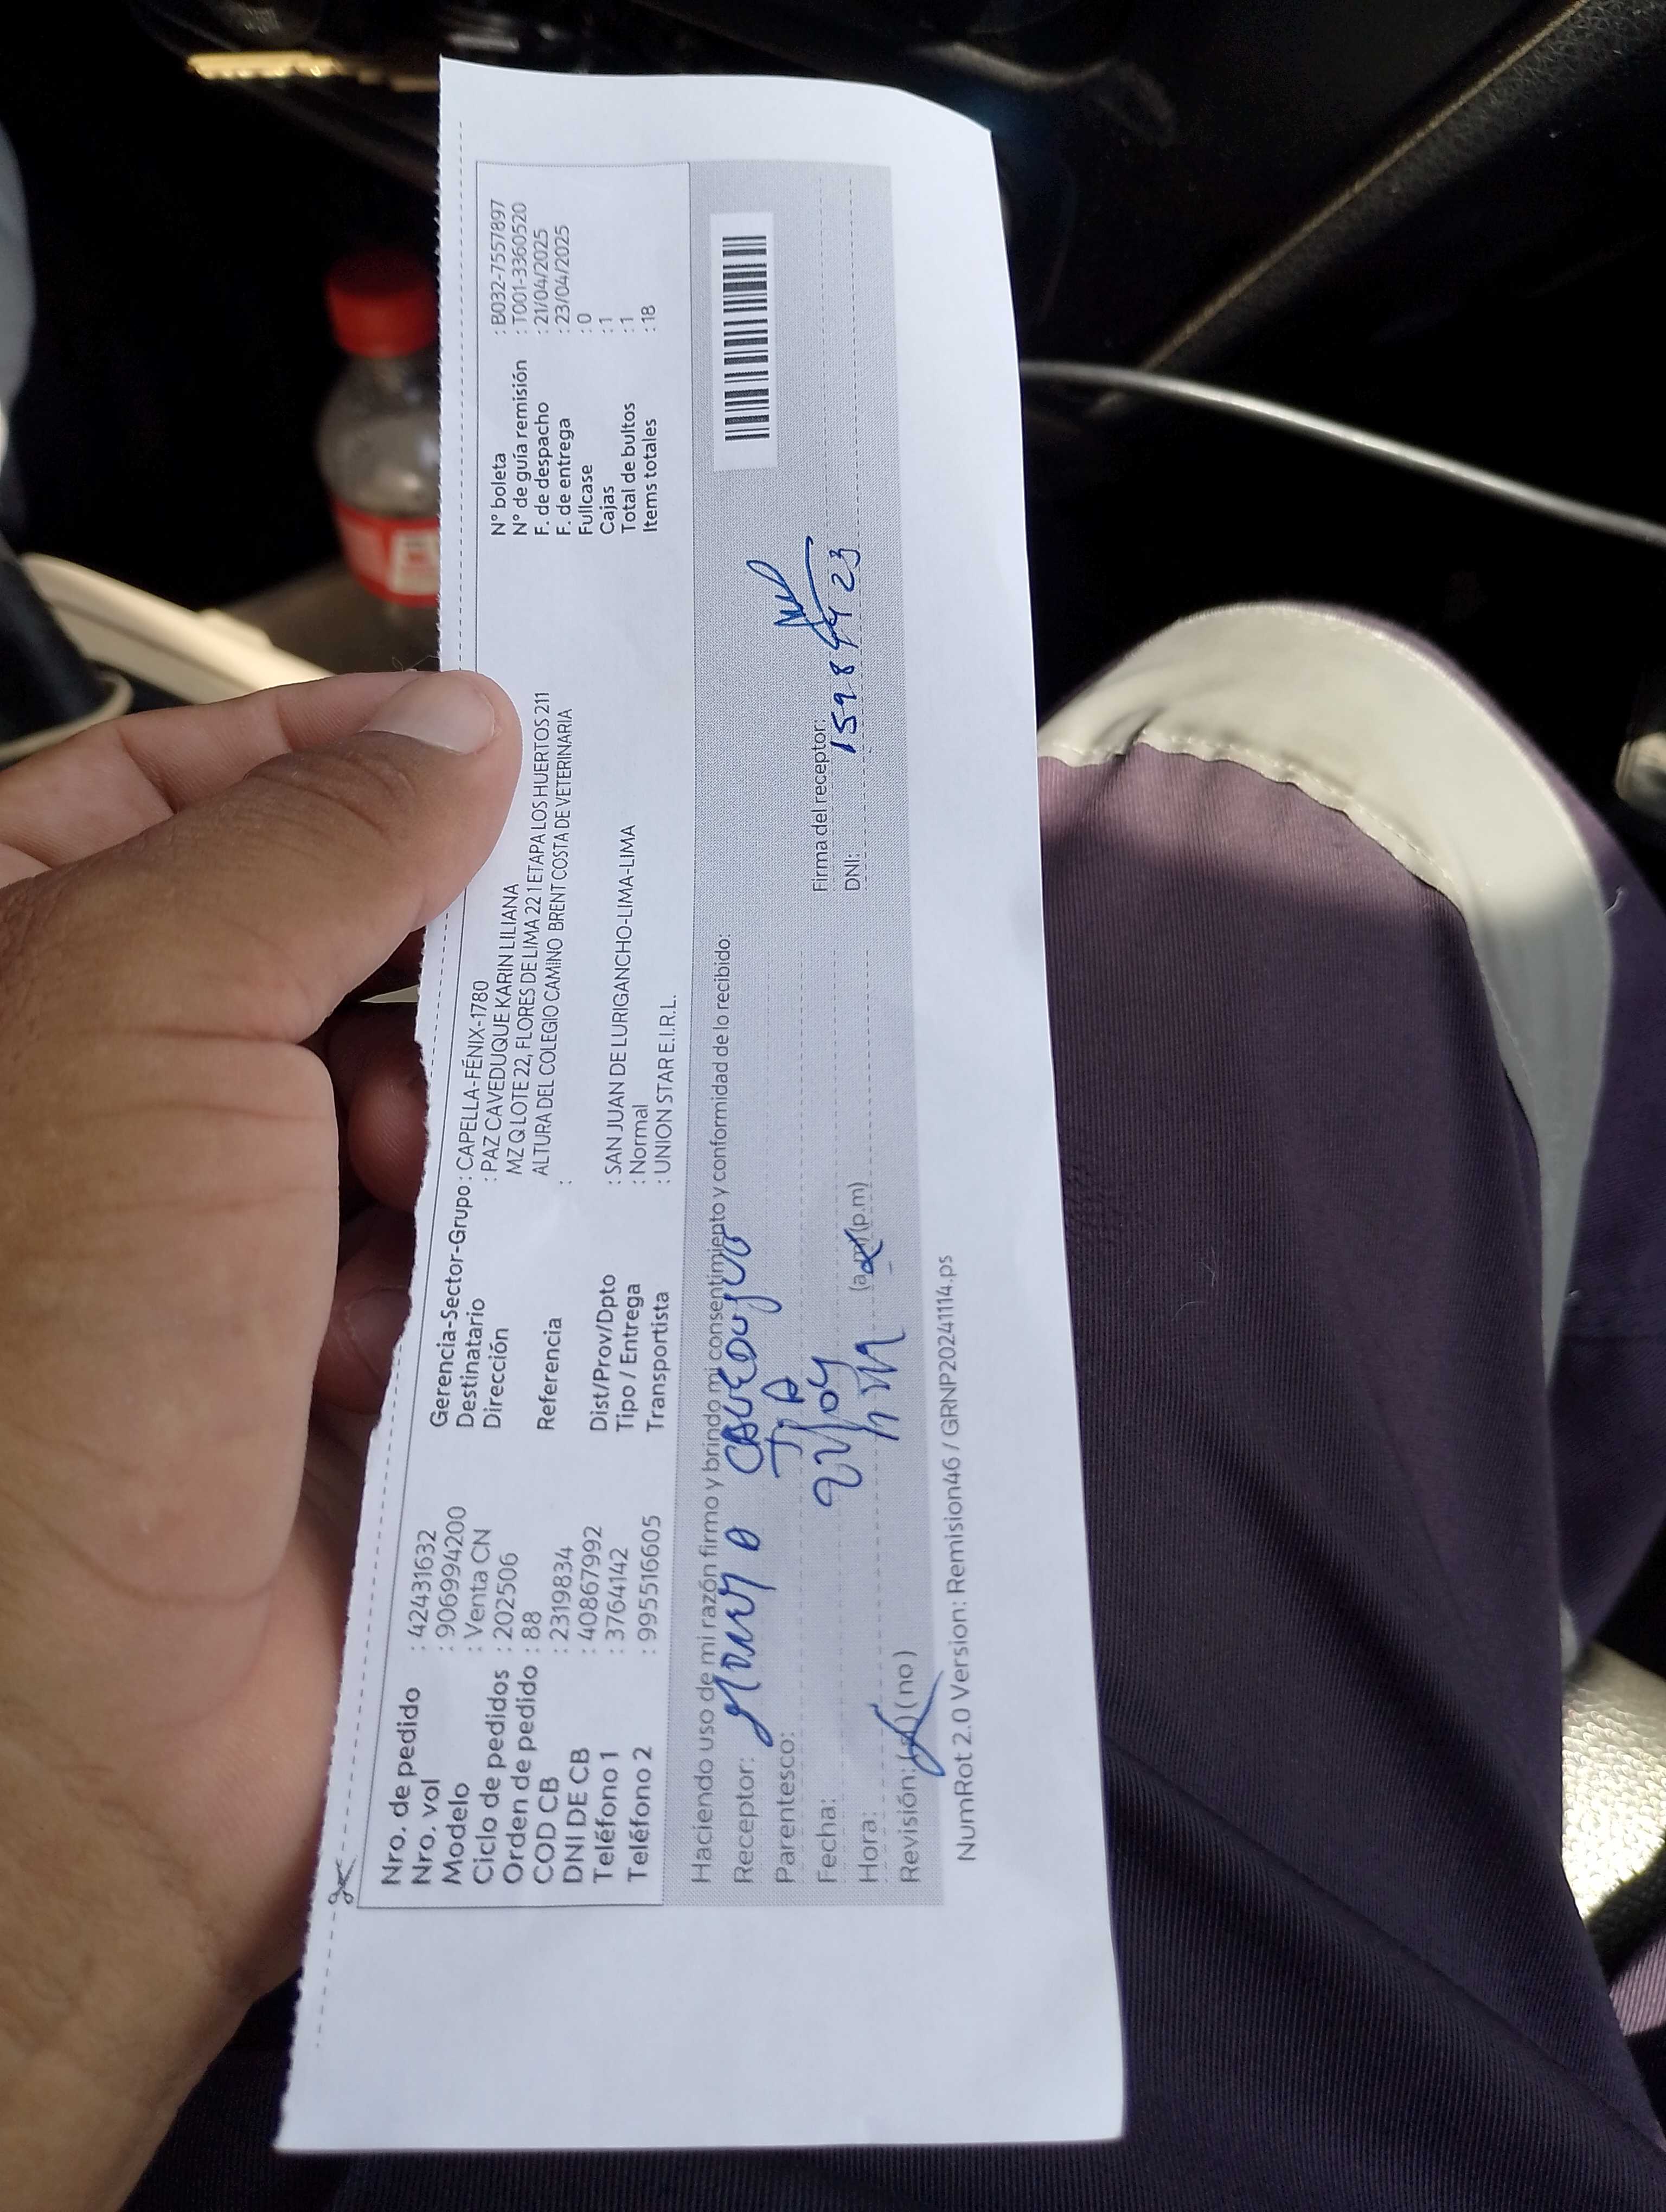 Nro. de pedido : 42431632
Nro. vol : 9069994200
Modelo : Venta CN
Ciclo de pedidos : 202506
Orden de pedido : 88
COD CB : 2319834
DNI DE CB : 40867992
Teléfono 1 : 3764142
Teléfono 2 : 995516605
Gerencia-Sector-Grupo : CAPELLA-FÉNIX-1780
Destinatario : PAZ CAVEDUQUE KARIN LILIANA
Dirección MZ Q LOTE 22, FLORES DE LIMA 22 1 ETAPA LOS HUERTOS 211
ALTURA DEL COLEGIO CAMINO BRENT COSTA DE VETERINARIA
Referencia :
Dist/Prov/Dpto : SAN JUAN DE LURIGANCHO-LIMA-LIMA
Tipo / Entrega : Normal
Transportista : UNION STAR E.I.R.L.
N° boleta : B032-7557897
N° de guía remisión : T001-3360520
F. de despacho : 21/04/2025
F. de entrega : 23/04/2025
Fullcase : 0
Cajas : 1
Total de bultos : 1
Items totales : 18
Haciendo uso de mi razón firmo y brindo mi consentimiento y conformidad de lo recibido:
Receptor:
Parentesco:
Fecha:
Hora: (a.m) (p.m)
Revisión: (si) (no)
Firma del receptor:
DNI:
NumRot 2.0 Version: Remision46 / GRNP20241114.ps